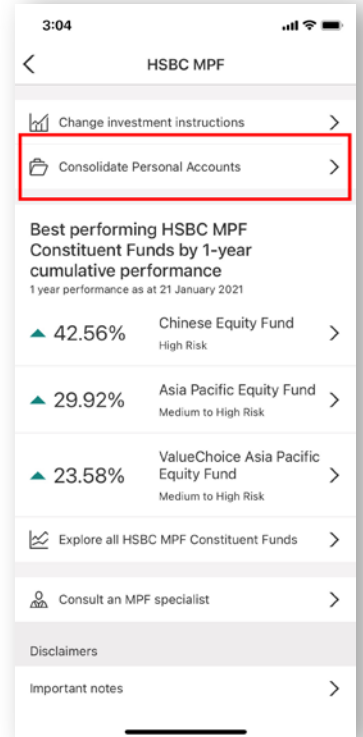 3:04
HSBC MPF
Change investment instructions
Consolidate Personal Accounts
Best performing HSBC MPF
Constituent Funds by 1-year
cumulative performance
1 year performance as at 21 January 2021
42.56%
Chinese Equity Fund
High Risk
29.92%
Asia Pacific Equity Fund
Medium to High Risk
23.58%
ValueChoice Asia Pacific
Equity Fund
Medium to High Risk
Explore all HSBC MPF Constituent Funds
Consult an MPF specialist
Disclaimers
Important notes